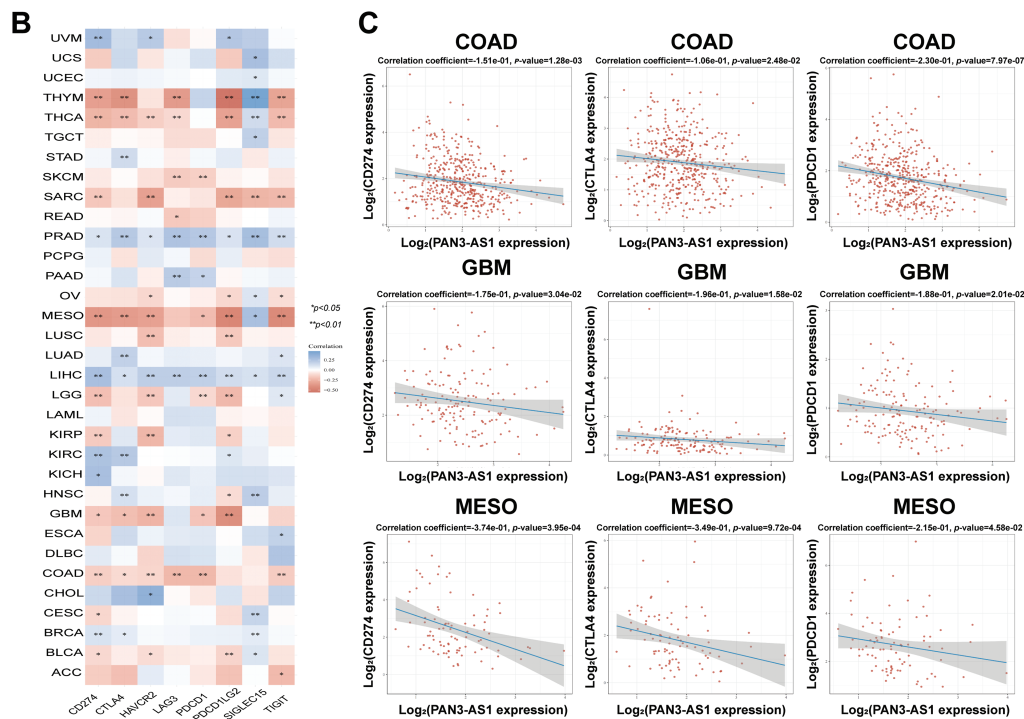 B
UVM ** * *
UCS *
UCEC *
THYM ** ** ** ** ** **
THCA ** ** ** ** ** ** **
TGCT *
STAD **
SKCM ** **
SARC ** ** ** ** **
READ *
PRAD * ** * ** ** * ** **
PCPG
PAAD ** *
OV * * * *
MESO ** ** ** * ** * **
LUSC ** **
LUAD ** *
LIHC ** * ** ** ** ** * **
LGG ** ** ** ** *
LAML
KIRP ** ** *
KIRC ** ** *
KICH *
HNSC ** * **
GBM * * ** * **
ESCA *
DLBC
COAD ** * ** ** ** **
CHOL *
CESC * **
BRCA ** * **
BLCA * * ** *
ACC *
CD274
CTLA4
HAVCR2
LAG3
PDCD1
PDCD1LG2
SIGLEC15
TIGIT
*p<0.05
**p<0.01
Correlation
0.25
0.00
−0.25
−0.50
C
COAD
Correlation coefficient=-1.51e-01, P-value=1.28e-03
Log₂(CD274 expression)
Log₂(PAN3-AS1 expression)
COAD
Correlation coefficient=-1.06e-01, p-value=2.48e-02
Log₂(CTLA4 expression)
Log₂(PAN3-AS1 expression)
COAD
Correlation coefficient=-2.30e-01, p-value=7.97e-07
Log₂(PDCD1 expression)
Log₂(PAN3-AS1 expression)
GBM
Correlation coefficient=-1.75e-01, p-value=3.04e-02
Log₂(CD274 expression)
Log₂(PAN3-AS1 expression)
GBM
Correlation coefficient=-1.96e-01, p-value=1.58e-02
Log₂(CTLA4 expression)
Log₂(PAN3-AS1 expression)
GBM
Correlation coefficient=-1.88e-01, p-value=2.01e-02
Log₂(PDCD1 expression)
Log₂(PAN3-AS1 expression)
MESO
Correlation coefficient=-3.74e-01, p-value=3.95e-04
Log₂(CD274 expression)
Log₂(PAN3-AS1 expression)
MESO
Correlation coefficient=-3.49e-01, p-value=9.72e-04
Log₂(CTLA4 expression)
Log₂(PAN3-AS1 expression)
MESO
Correlation coefficient=-2.15e-01, p-value=4.58e-02
Log₂(PDCD1 expression)
Log₂(PAN3-AS1 expression)